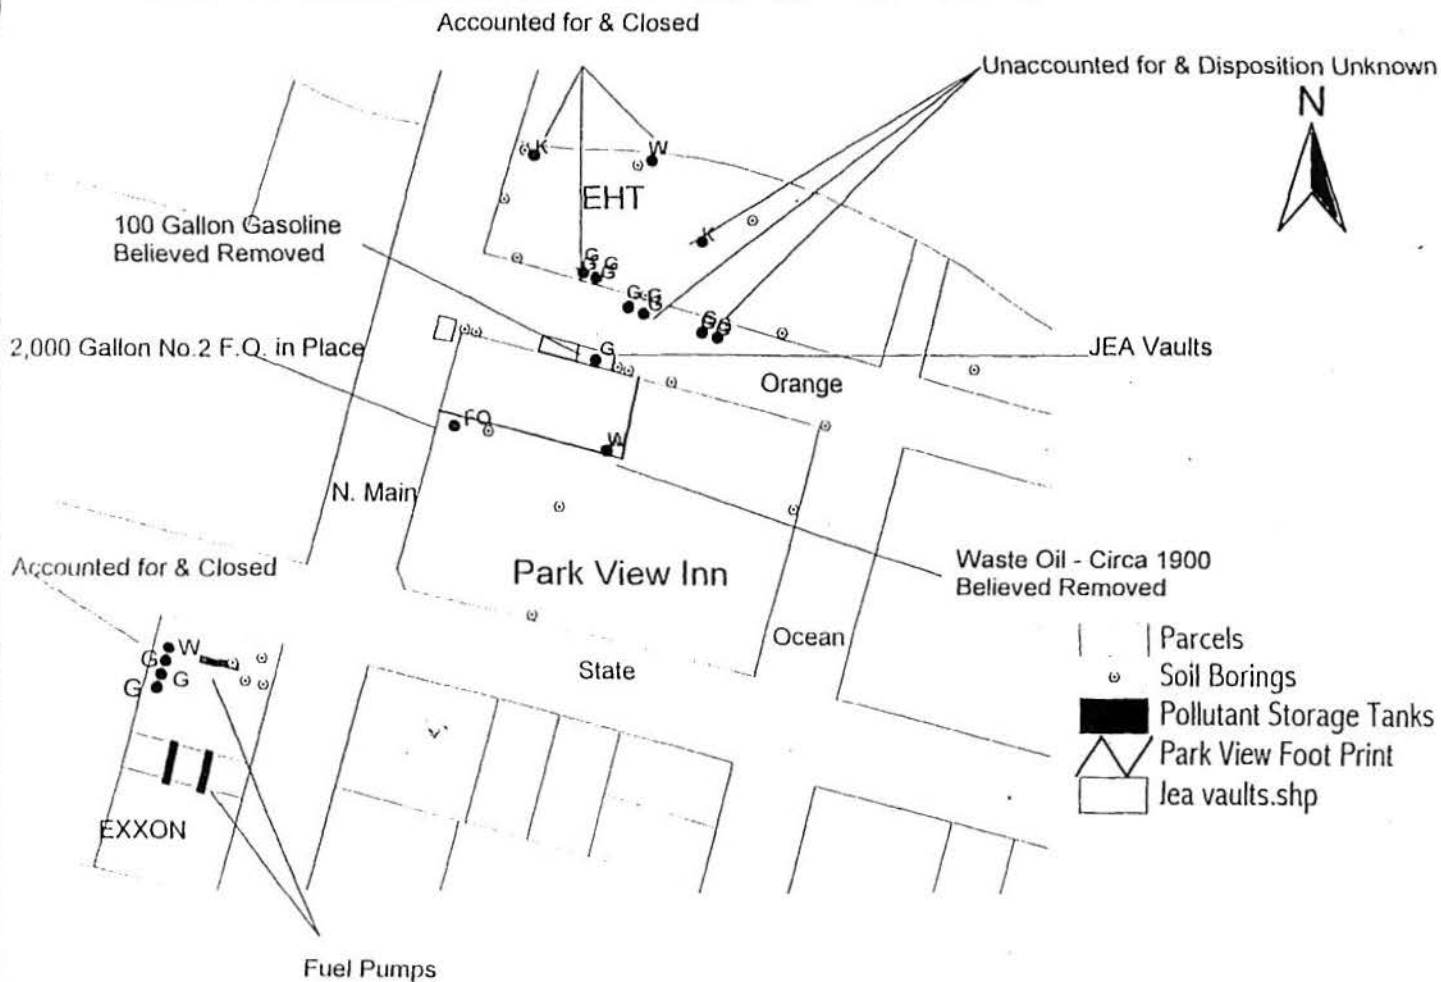 Accounted for & Closed
Unaccounted for & Disposition Unknown
N
K
W
EHT
100 Gallon Gasoline
Believed Removed
K
G
G
G
G
G
G
G
G
G
G
G
2,000 Gallon No.2 F.O. in Place
G
JEA Vaults
Orange
FO
W
N. Main
Accounted for & Closed
Park View Inn
Waste Oil - Circa 1900
Believed Removed
Ocean
State
W
G
G
G
EXXON
Fuel Pumps
Parcels
Soil Borings
Pollutant Storage Tanks
Park View Foot Print
Jea vaults.shp